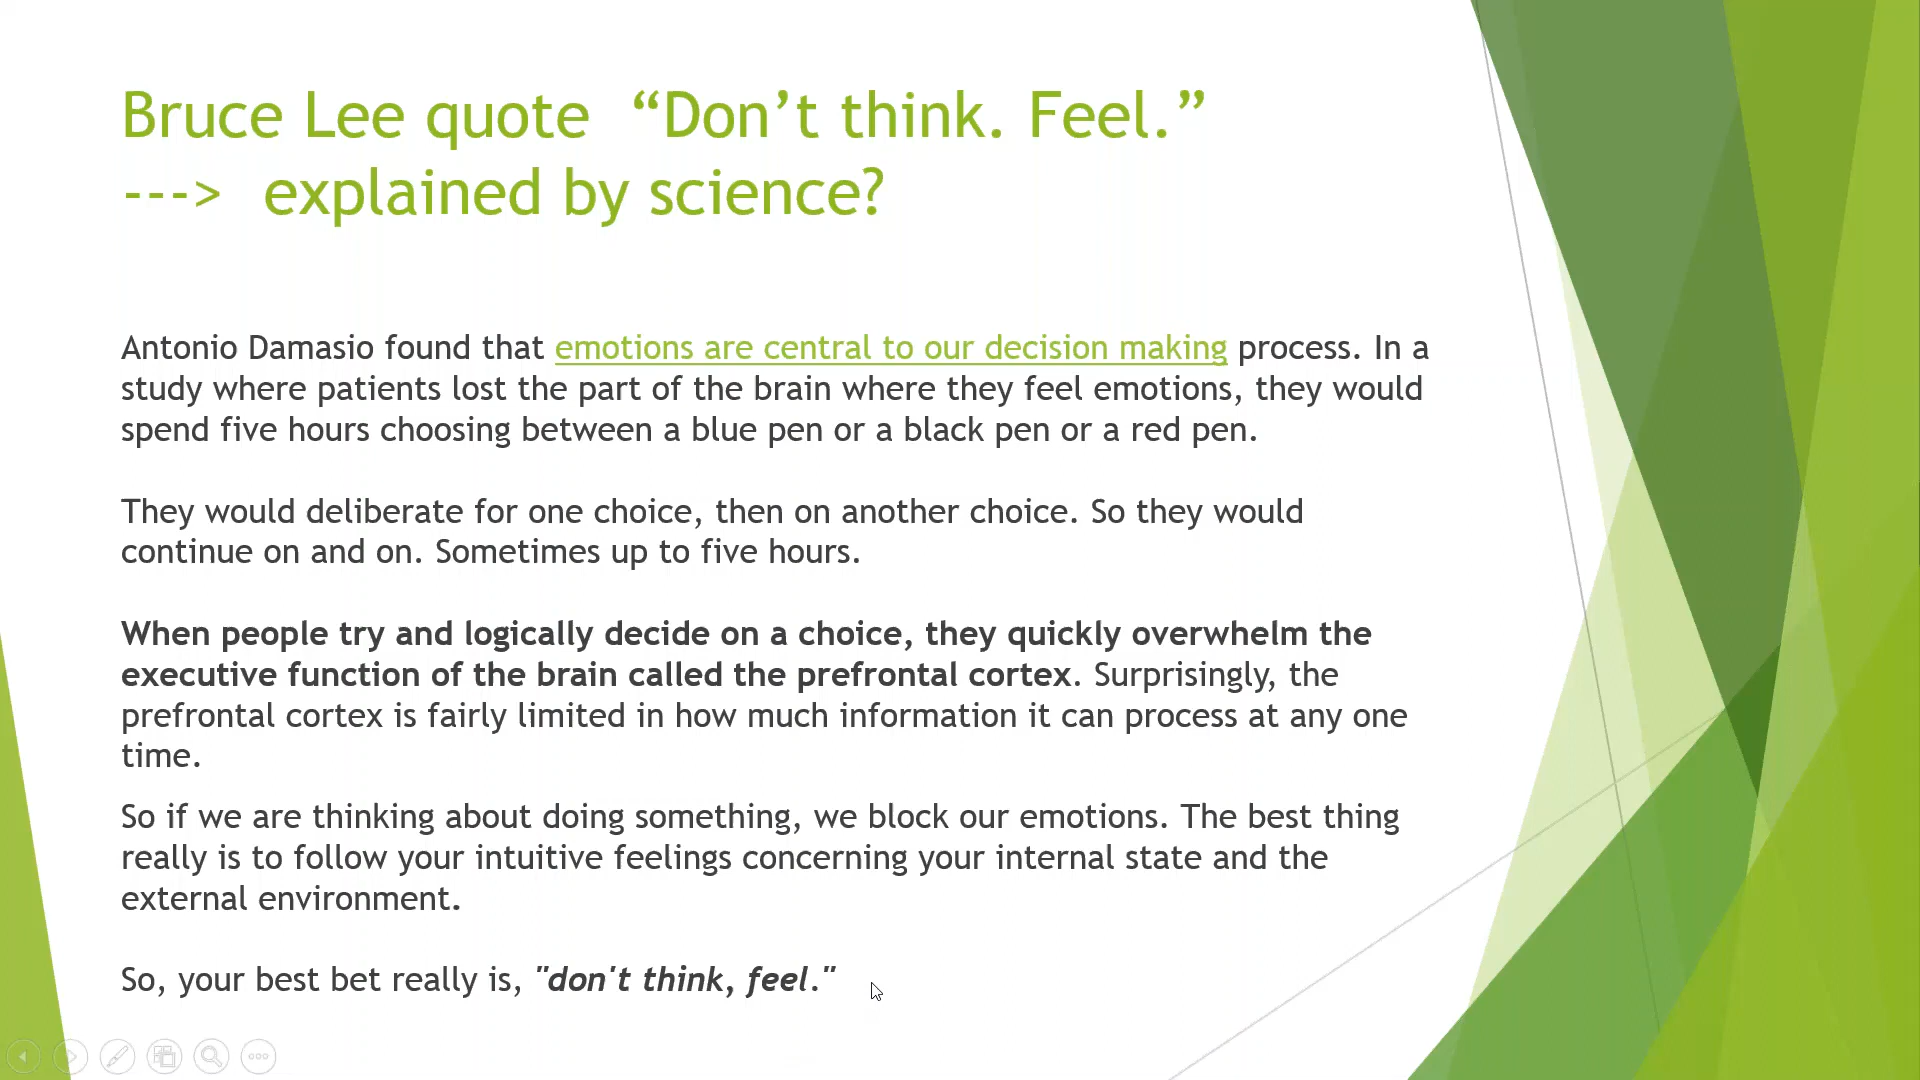 Bruce Lee quote “Don’t think. Feel.”
---> explained by science?
Antonio Damasio found that emotions are central to our decision making process. In a
study where patients lost the part of the brain where they feel emotions, they would
spend five hours choosing between a blue pen or a black pen or a red pen.
They would deliberate for one choice, then on another choice. So they would
continue on and on. Sometimes up to five hours.
When people try and logically decide on a choice, they quickly overwhelm the
executive function of the brain called the prefrontal cortex. Surprisingly, the
prefrontal cortex is fairly limited in how much information it can process at any one
time.
So if we are thinking about doing something, we block our emotions. The best thing
really is to follow your intuitive feelings concerning your internal state and the
external environment.
So, your best bet really is, "don't think, feel."